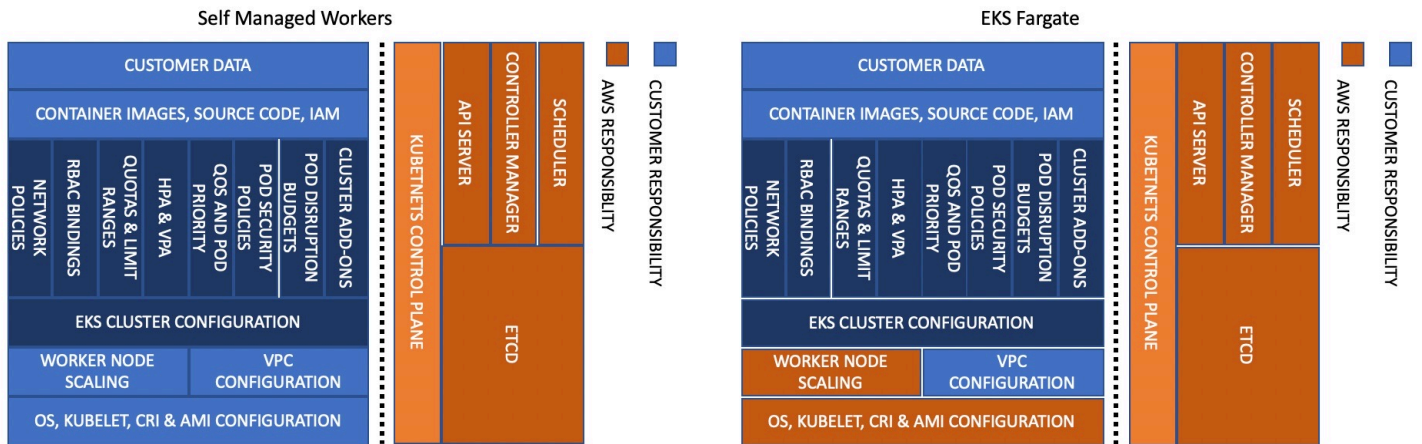 Self Managed Workers
CUSTOMER DATA
CONTAINER IMAGES, SOURCE CODE, IAM
NETWORK
POLICIES
RBAC BINDINGS
QUOTAS & LIMIT
RANGES
HPA & VPA
QOS AND POD
PRIORITY
POD SECURITY
POLICIES
POD DISRUPTION
BUDGETS
CLUSTER ADD-ONS
EKS CLUSTER CONFIGURATION
WORKER NODE
SCALING
VPC
CONFIGURATION
OS, KUBELET, CRI & AMI CONFIGURATION
KUBETNETS CONTROL PLANE
API SERVER
CONTROLLER MANAGER
SCHEDULER
ETCD
AWS RESPONSIBLITY
CUSTOMER RESPONSIBILITY
EKS Fargate
CUSTOMER DATA
CONTAINER IMAGES, SOURCE CODE, IAM
NETWORK
POLICIES
RBAC BINDINGS
QUOTAS & LIMIT
RANGES
HPA & VPA
QOS AND POD
PRIORITY
POD SECURITY
POLICIES
POD DISRUPTION
BUDGETS
CLUSTER ADD-ONS
EKS CLUSTER CONFIGURATION
WORKER NODE
SCALING
VPC
CONFIGURATION
OS, KUBELET, CRI & AMI CONFIGURATION
KUBETNETS CONTROL PLANE
API SERVER
CONTROLLER MANAGER
SCHEDULER
ETCD
AWS RESPONSIBLITY
CUSTOMER RESPONSIBILITY